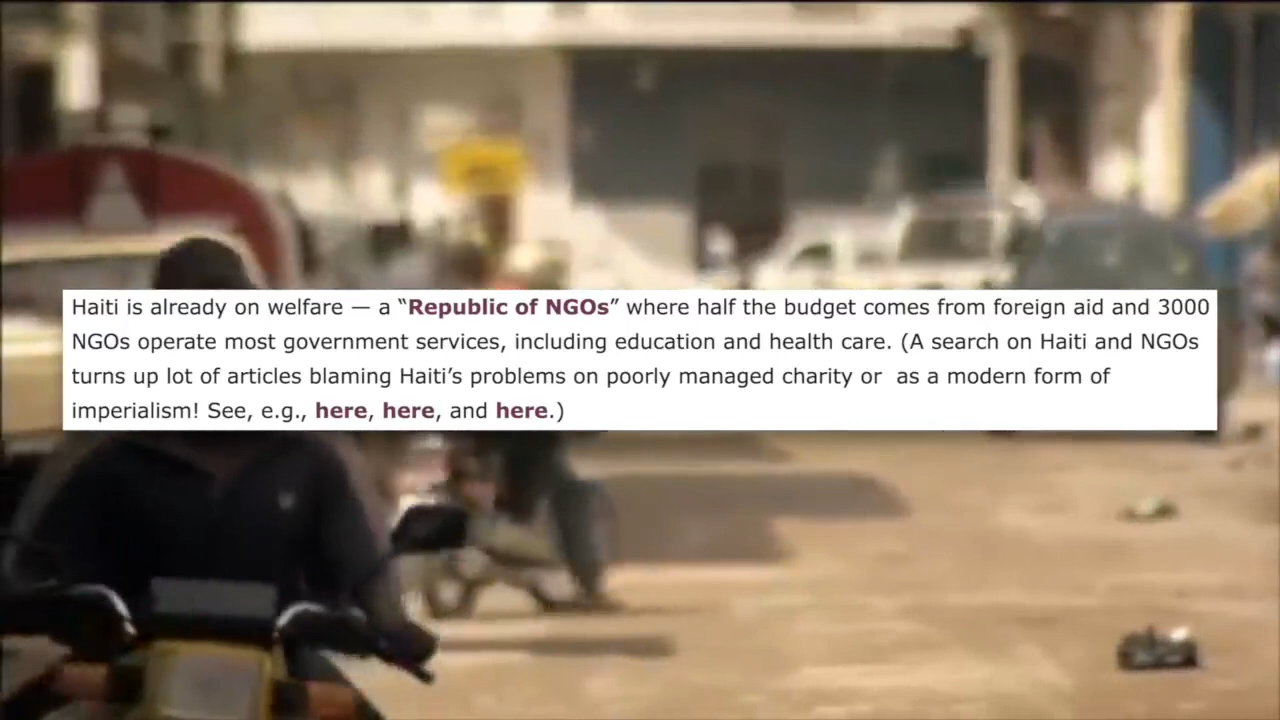 Haiti is already on welfare — a “Republic of NGOs” where half the budget comes from foreign aid and 3000
NGOs operate most government services, including education and health care. (A search on Haiti and NGOs
turns up lot of articles blaming Haiti’s problems on poorly managed charity or  as a modern form of
imperialism! See, e.g., here, here, and here.)